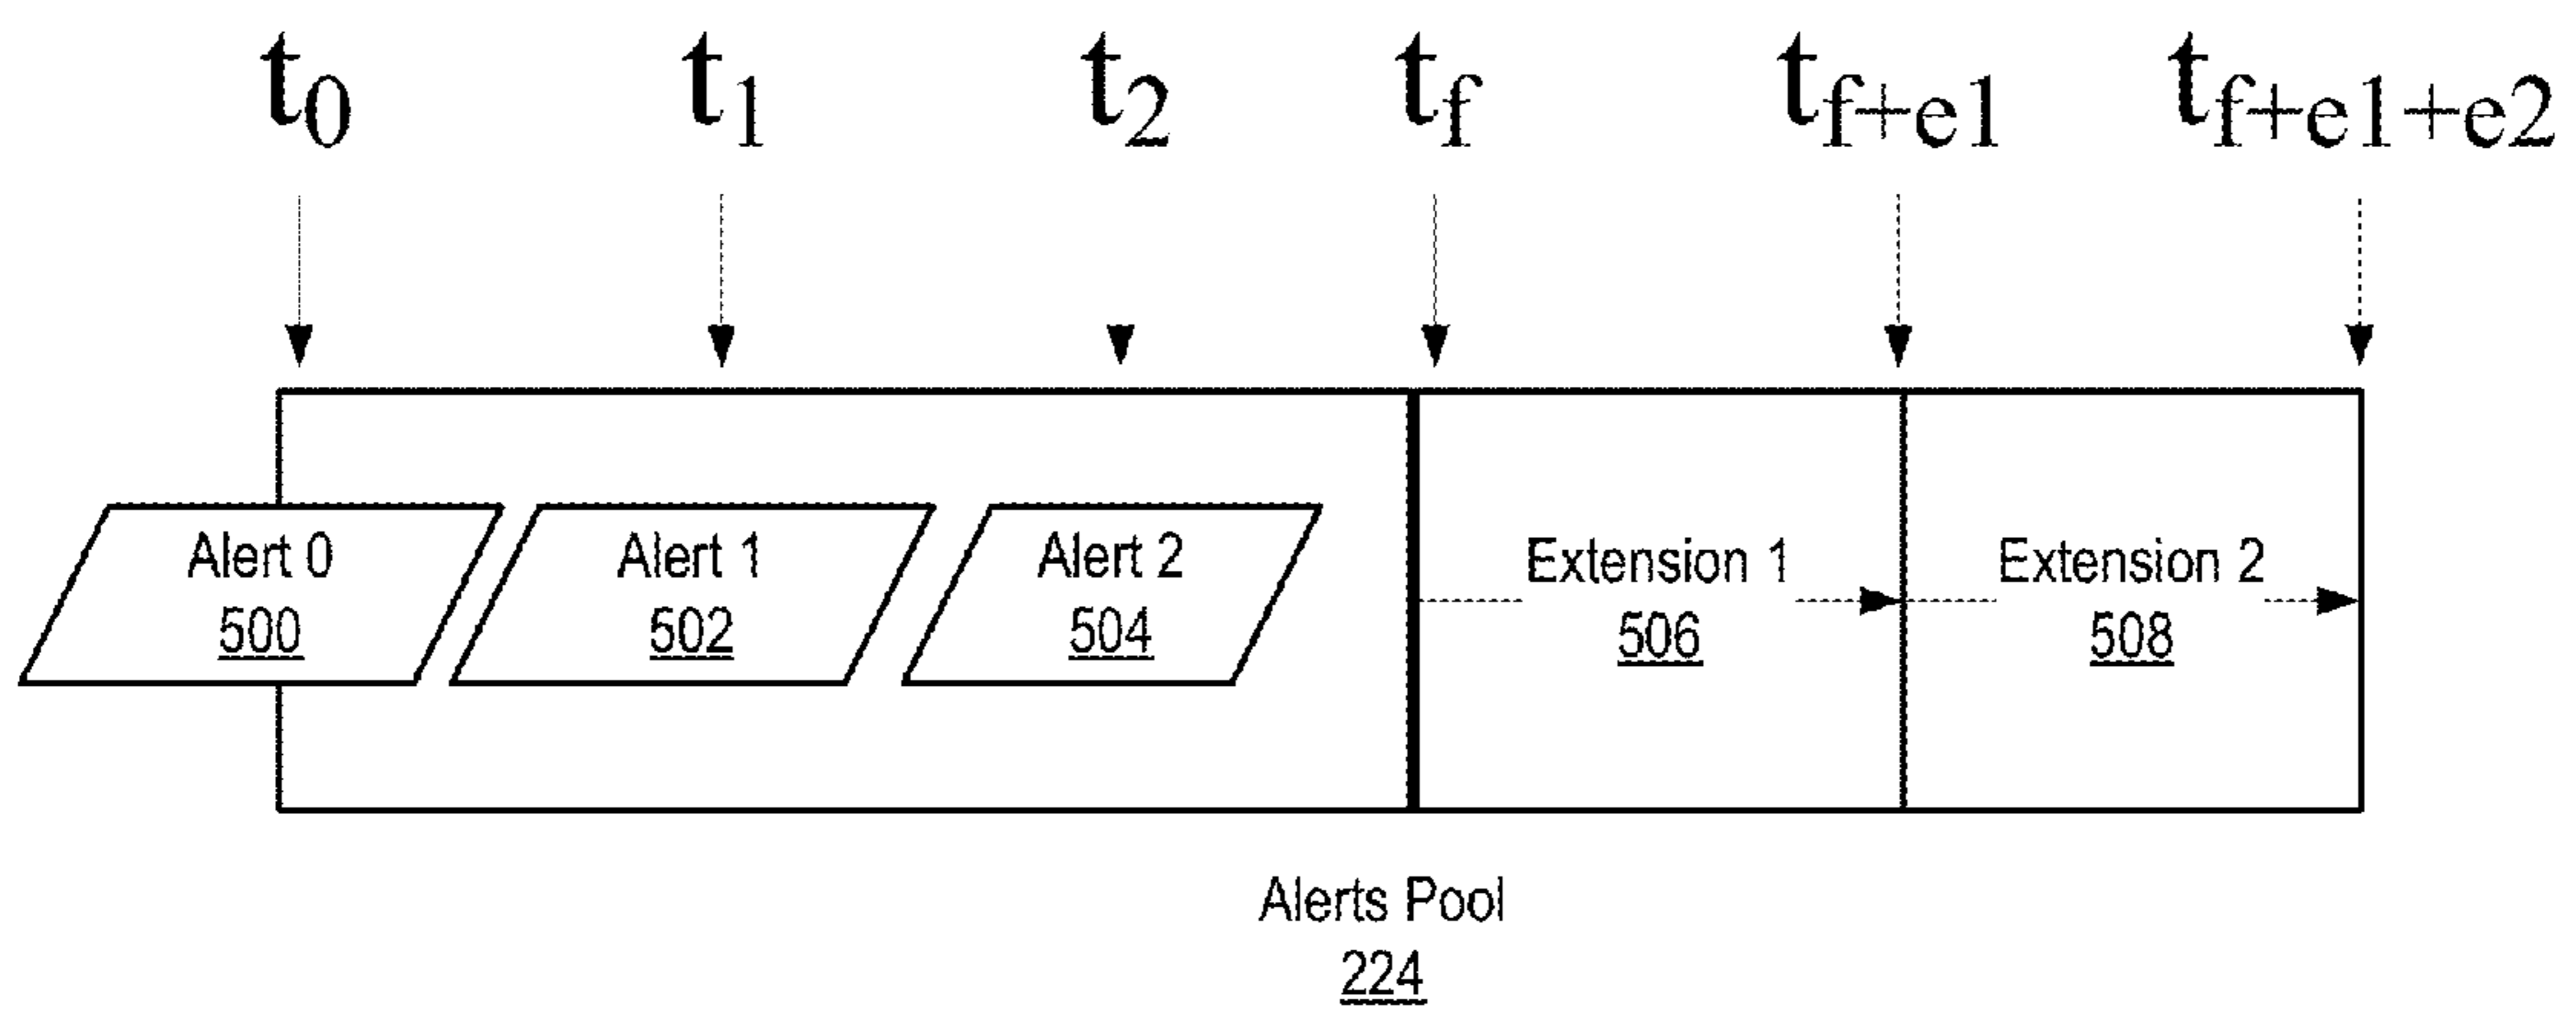 t0 t1 t2 tf tf+e1 tf+e1+e2
Alert 0
500
Alert 1
502
Alert 2
504
Extension 1
506
Extension 2
508
Alerts Pool
224